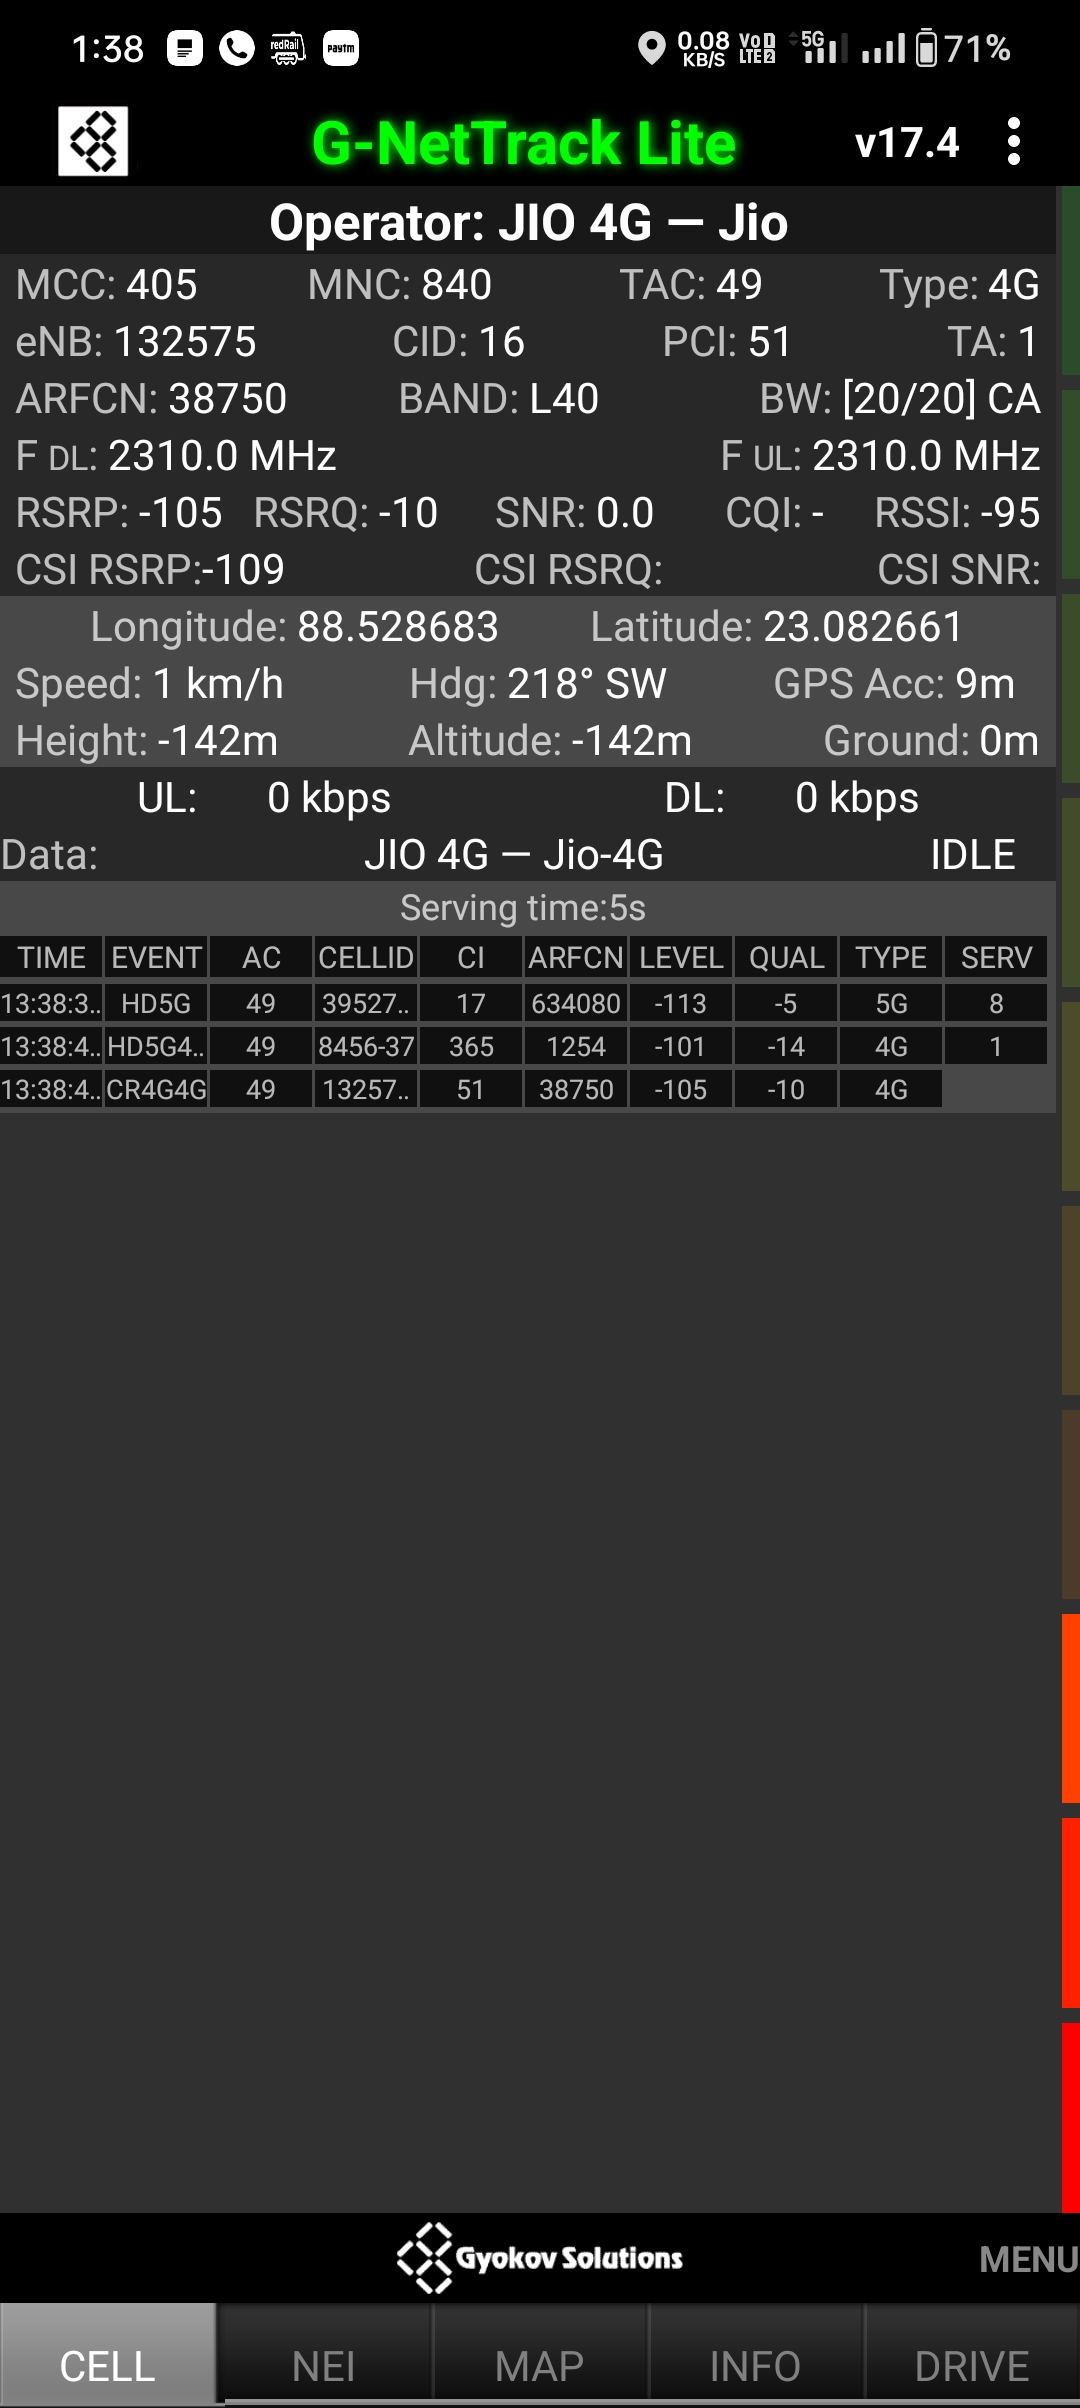 1:38 redRail paytm 0.08 KB/S Vo D LTE 2 5G 71%
G-NetTrack Lite v17.4
Operator: JIO 4G — Jio
MCC: 405 MNC: 840 TAC: 49 Type: 4G
eNB: 132575 CID: 16 PCI: 51 TA: 1
ARFCN: 38750 BAND: L40 BW: [20/20] CA
F DL: 2310.0 MHz F UL: 2310.0 MHz
RSRP: -105 RSRQ: -10 SNR: 0.0 CQI: - RSSI: -95
CSI RSRP:-109 CSI RSRQ: CSI SNR:
Longitude: 88.528683 Latitude: 23.082661
Speed: 1 km/h Hdg: 218° SW GPS Acc: 9m
Height: -142m Altitude: -142m Ground: 0m
UL: 0 kbps DL: 0 kbps
Data: JIO 4G — Jio-4G IDLE
Serving time:5s
TIME EVENT AC CELLID CI ARFCN LEVEL QUAL TYPE SERV
13:38:3.. HD5G 49 39527.. 17 634080 -113 -5 5G 8
13:38:4.. HD5G4.. 49 8456-37 365 1254 -101 -14 4G 1
13:38:4.. CR4G4G 49 13257.. 51 38750 -105 -10 4G
Gyokov Solutions MENU
CELL NEI MAP INFO DRIVE